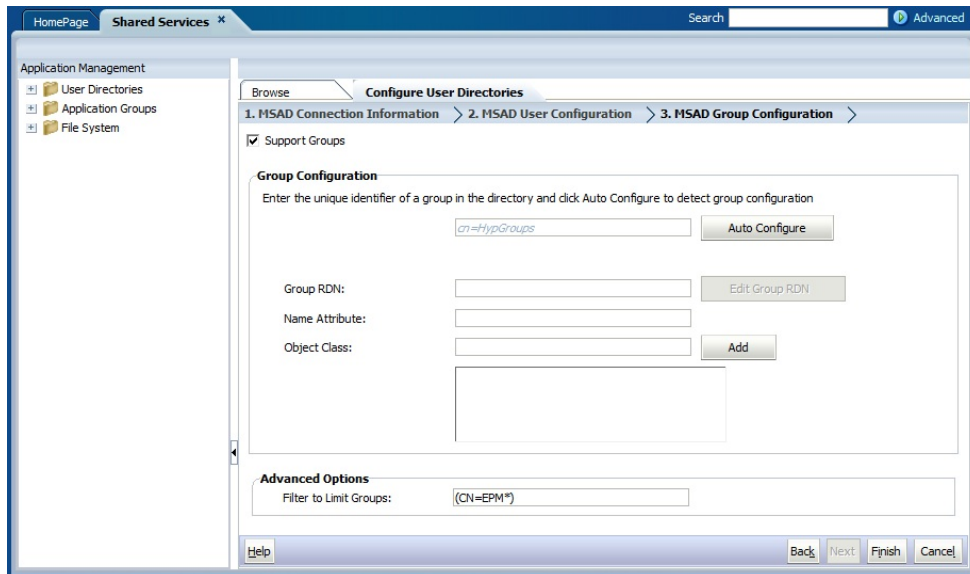 HomePage
Shared Services
Search
Advanced
Application Management
User Directories
Application Groups
File System
Browse
Configure User Directories
1. MSAD Connection Information
2. MSAD User Configuration
3. MSAD Group Configuration
Support Groups
Group Configuration
Enter the unique identifier of a group in the directory and click Auto Configure to detect group configuration
cn=HypGroups
Auto Configure
Group RDN:
Edit Group RDN
Name Attribute:
Object Class:
Add
Advanced Options
Filter to Limit Groups:
(CN=EPM*)
Help
Back
Next
Finish
Cancel